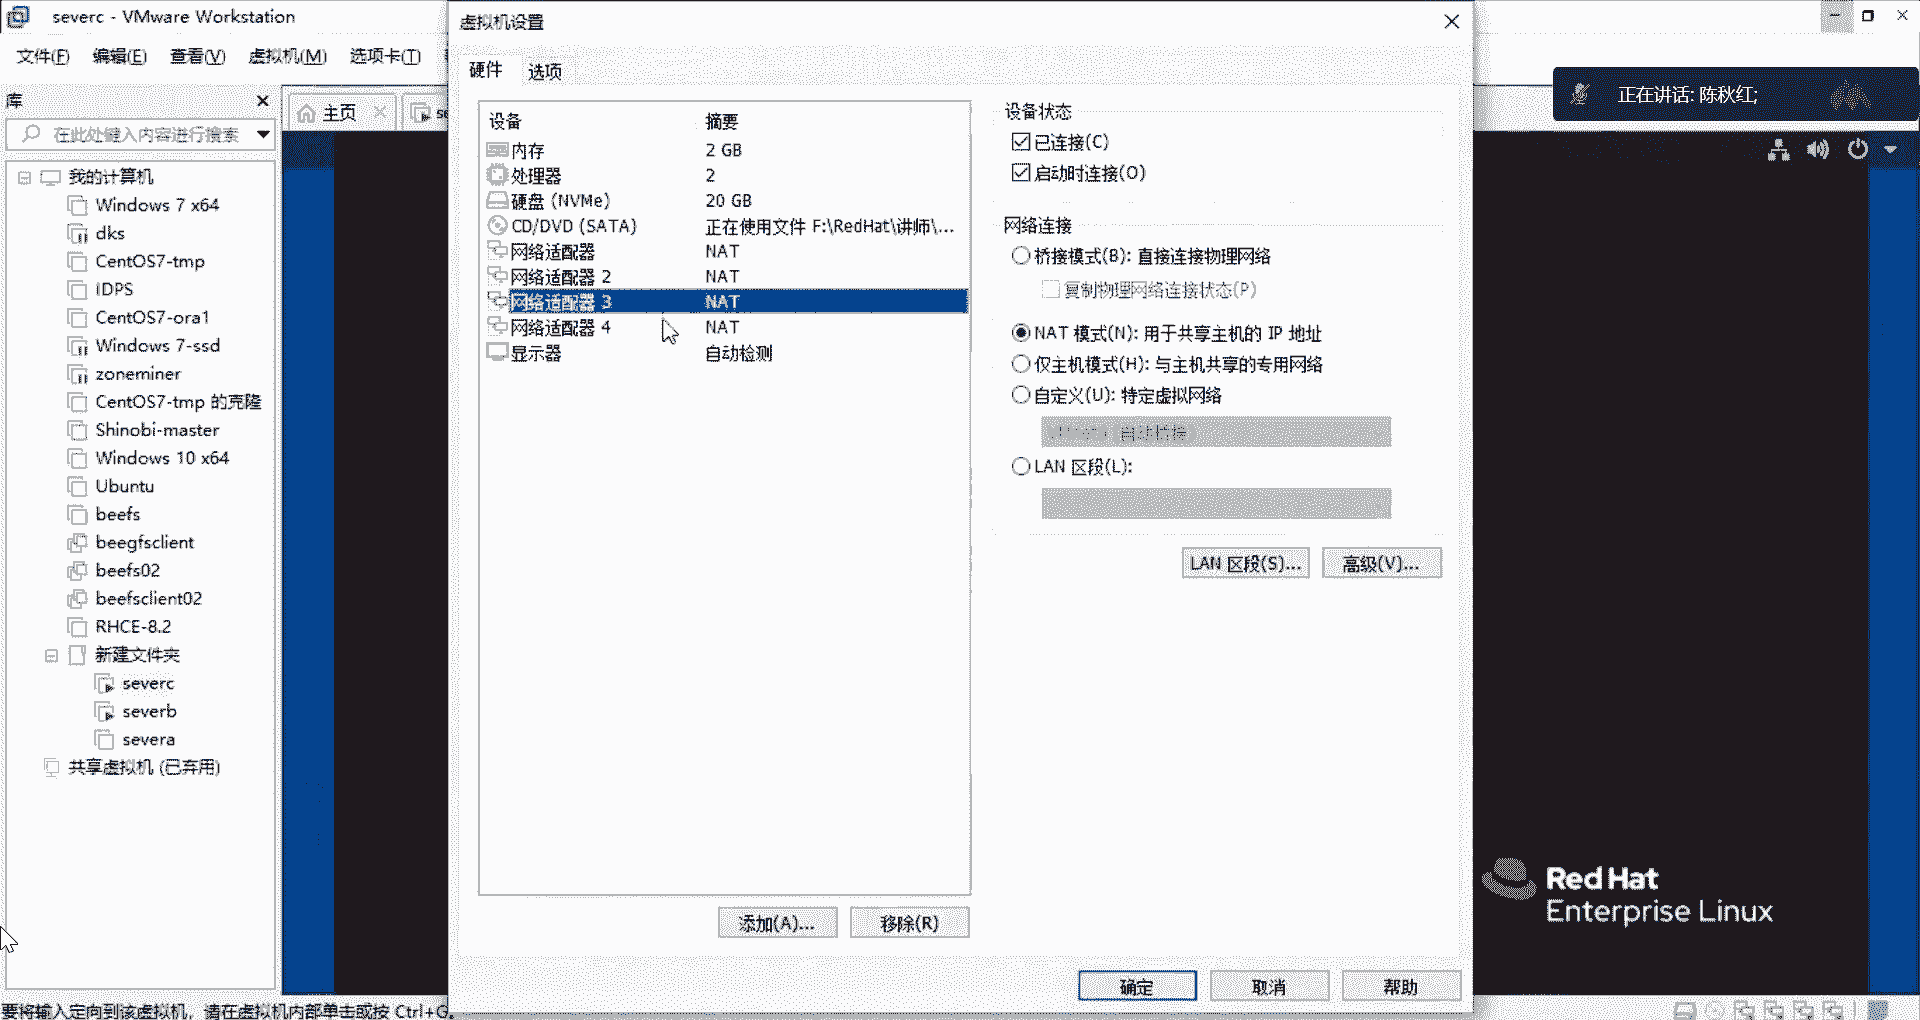 severc - VMware Workstation
文件(F) 编辑(E) 查看(V) 虚拟机(M) 选项卡(T)
库
在此处键入内容进行搜索
我的计算机
Windows 7 x64
dks
CentOS7-tmp
IDPS
CentOS7-ora1
Windows 7-ssd
zoneminer
CentOS7-tmp 的克隆
Shinobi-master
Windows 10 x64
Ubuntu
beefs
beegfsclient
beefs02
beefsclient02
RHCE-8.2
新建文件夹
severc
severb
severa
共享虚拟机 (已弃用)
主页
se
虚拟机设置
硬件 选项
设备 摘要
内存 2 GB
处理器 2
硬盘 (NVMe) 20 GB
CD/DVD (SATA) 正在使用文件 F:\RedHat\讲师\...
网络适配器 NAT
网络适配器 2 NAT
网络适配器 3 NAT
网络适配器 4 NAT
显示器 自动检测
添加(A)... 移除(R)
设备状态
已连接(C)
启动时连接(O)
网络连接
桥接模式(B): 直接连接物理网络
复制物理网络连接状态(P)
NAT 模式(N): 用于共享主机的 IP 地址
仅主机模式(H): 与主机共享的专用网络
自定义(U): 特定虚拟网络
LAN 区段(L):
LAN 区段(S)... 高级(V)...
确定 取消 帮助
正在讲话: 陈秋红;
Red Hat
Enterprise Linux
要将输入定向到该虚拟机，请在虚拟机内部单击或按 Ctrl+G。